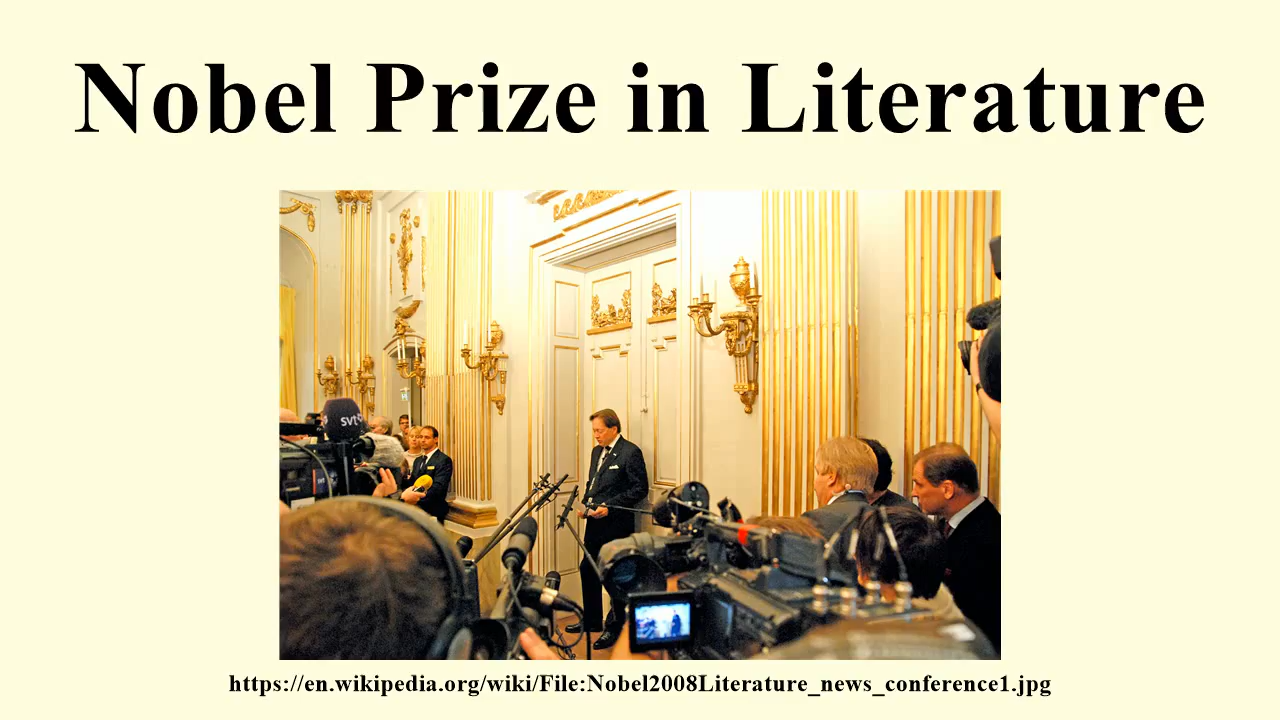 Nobel Prize in Literature
svt
https://en.wikipedia.org/wiki/File:Nobel2008Literature_news_conference1.jpg